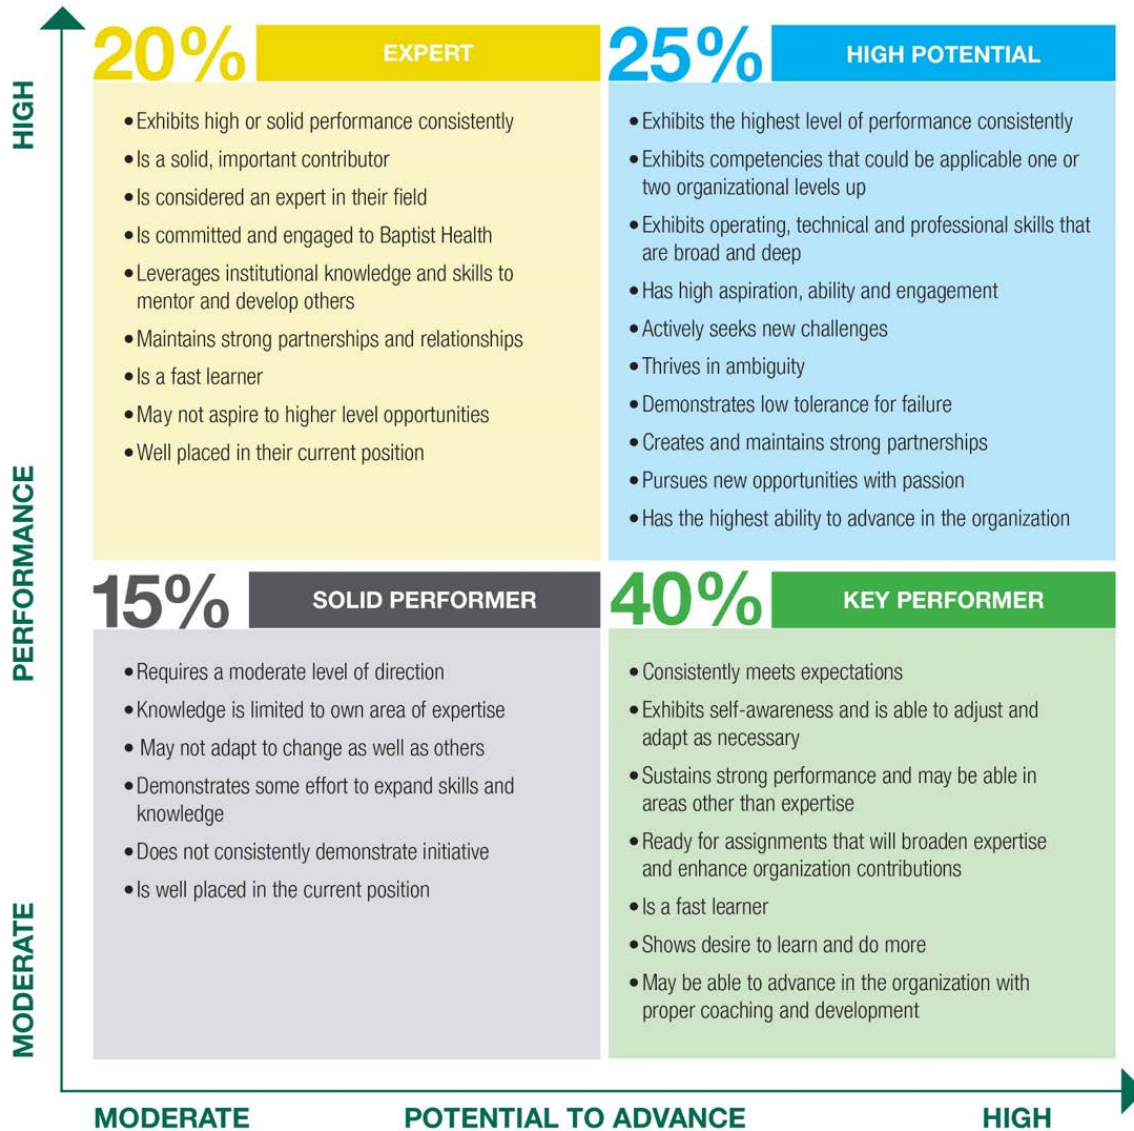 HIGH
PERFORMANCE
MODERATE
20% EXPERT
• Exhibits high or solid performance consistently
• Is a solid, important contributor
• Is considered an expert in their field
• Is committed and engaged to Baptist Health
• Leverages institutional knowledge and skills to
mentor and develop others
• Maintains strong partnerships and relationships
• Is a fast learner
• May not aspire to higher level opportunities
• Well placed in their current position
25% HIGH POTENTIAL
• Exhibits the highest level of performance consistently
• Exhibits competencies that could be applicable one or
two organizational levels up
• Exhibits operating, technical and professional skills that
are broad and deep
• Has high aspiration, ability and engagement
• Actively seeks new challenges
• Thrives in ambiguity
• Demonstrates low tolerance for failure
• Creates and maintains strong partnerships
• Pursues new opportunities with passion
• Has the highest ability to advance in the organization
15% SOLID PERFORMER
• Requires a moderate level of direction
• Knowledge is limited to own area of expertise
• May not adapt to change as well as others
• Demonstrates some effort to expand skills and
knowledge
• Does not consistently demonstrate initiative
• Is well placed in the current position
40% KEY PERFORMER
• Consistently meets expectations
• Exhibits self-awareness and is able to adjust and
adapt as necessary
• Sustains strong performance and may be able in
areas other than expertise
• Ready for assignments that will broaden expertise
and enhance organization contributions
• Is a fast learner
• Shows desire to learn and do more
• May be able to advance in the organization with
proper coaching and development
MODERATE POTENTIAL TO ADVANCE HIGH